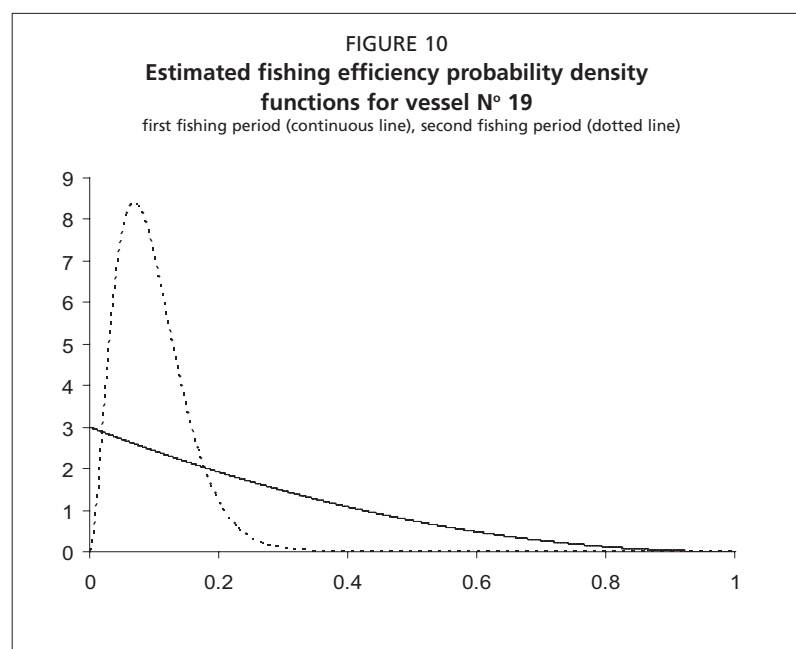 FIGURE 10
Estimated fishing efficiency probability density
functions for vessel Nº 19
first fishing period (continuous line), second fishing period (dotted line)
9
8
7
6
5
4
3
2
1
0
0 0.2 0.4 0.6 0.8 1